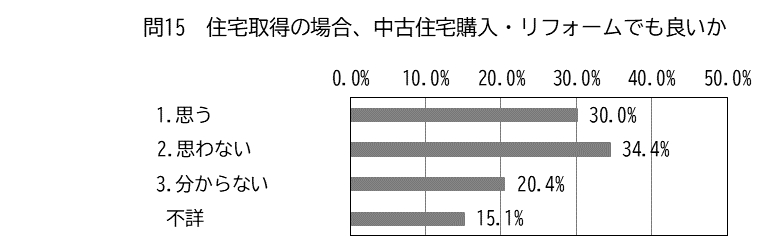 問15　住宅取得の場合、中古住宅購入・リフォームでも良いか
0.0% 10.0% 20.0% 30.0% 40.0% 50.0%
1.思う 30.0%
2.思わない 34.4%
3.分からない 20.4%
不詳 15.1%